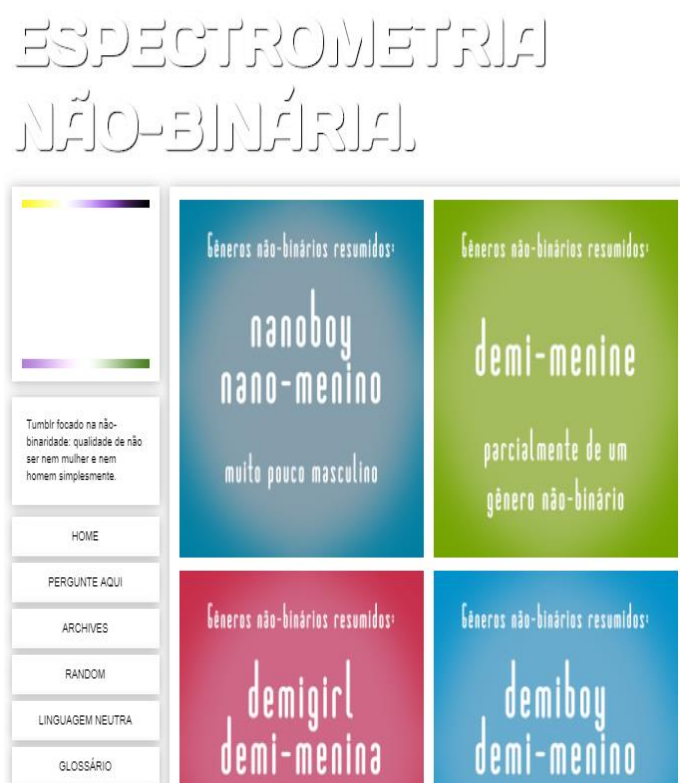 ESPECTROMETRIA
NÃO-BINÁRIA.
Tumblr focado na não-
binaridade: qualidade de não
ser nem mulher e nem
homem simplesmente.
HOME
PERGUNTE AQUI
ARCHIVES
RANDOM
LINGUAGEM NEUTRA
GLOSSÁRIO
Gêneros não-binários resumidos:
nanoboy
nano-menino
muito pouco masculino
Gêneros não-binários resumidos:
demi-menine
parcialmente de um
gênero não-binário
Gêneros não-binários resumidos:
demigirl
demi-menina
Gêneros não-binários resumidos:
demiboy
demi-menino